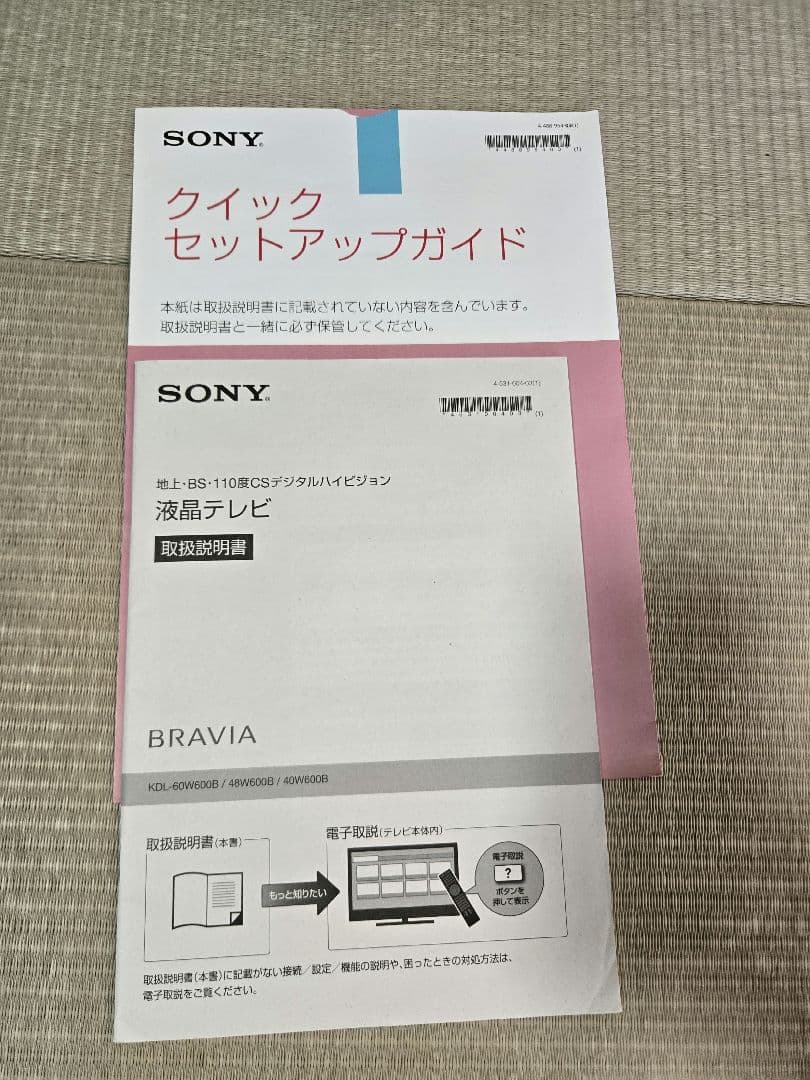 SONY
クイック
セットアップガイド
本紙は取扱説明書に記載されていない内容を含んでいます。
取扱説明書と一緒に必ず保管してください。
SONY
地上・BS・110度CSデジタルハイビジョン
液晶テレビ
取扱説明書
BRAVIA
KDL-60W600B / 48W600B / 40W600B
取扱説明書(本書)
もっと知りたい
電子取説(テレビ本体内)
電子取説
?
ボタンを
押して表示
取扱説明書(本書)に記載がない接続/設定/機能の説明や、困ったときの対処方法は、
電子取説をご覧ください。